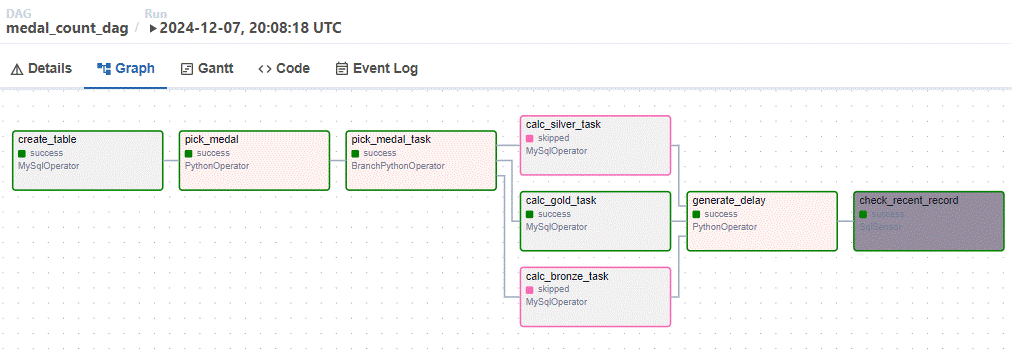 DAG Run
medal_count_dag / 2024-12-07, 20:08:18 UTC
Details Graph Gantt Code Event Log
create_table
success
MySqlOperator
pick_medal
success
PythonOperator
pick_medal_task
success
BranchPythonOperator
calc_silver_task
skipped
MySqlOperator
calc_gold_task
success
MySqlOperator
calc_bronze_task
skipped
MySqlOperator
generate_delay
success
PythonOperator
check_recent_record
success
SqlSensor